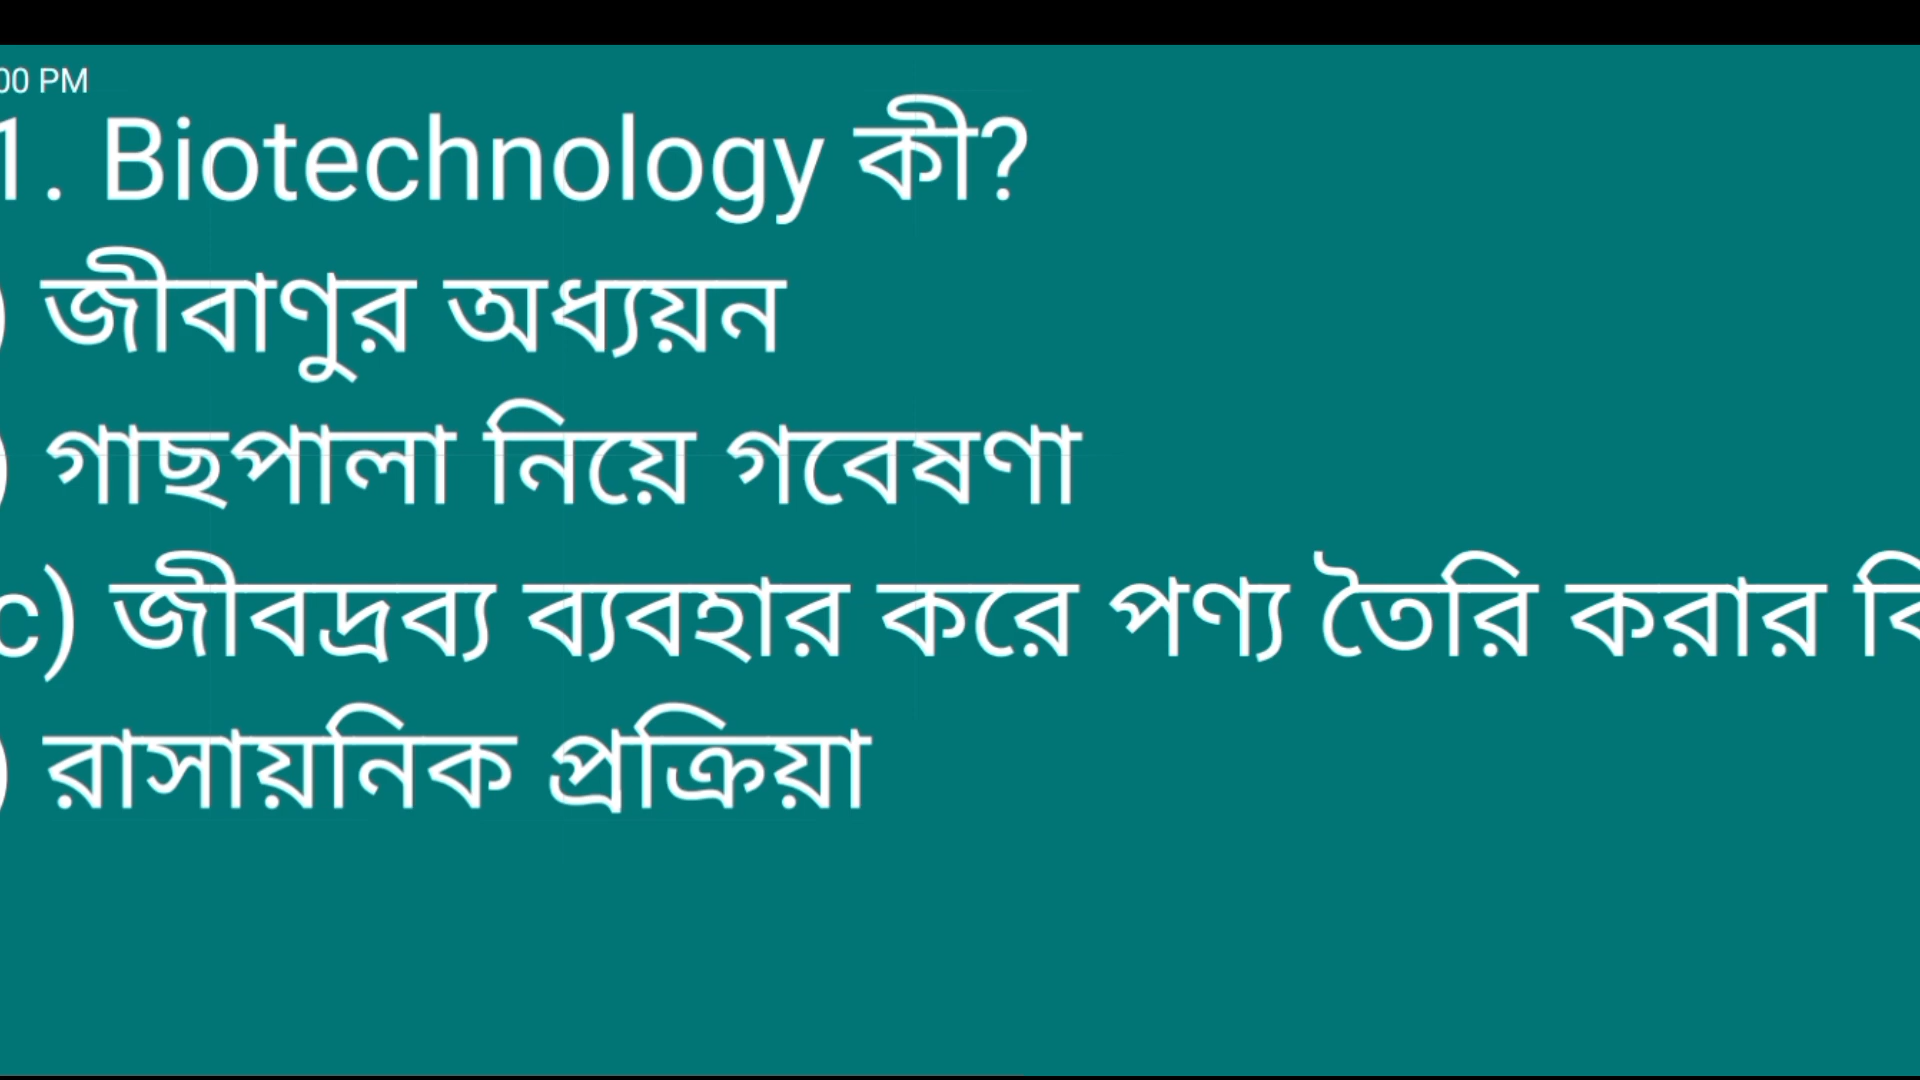 00 PM
1. Biotechnology কী?
) জীবাণুর অধ্যয়ন
) গাছপালা নিয়ে গবেষণা
c) জীবদ্রব্য ব্যবহার করে পণ্য তৈরি করার
) রাসায়নিক প্রক্রিয়া